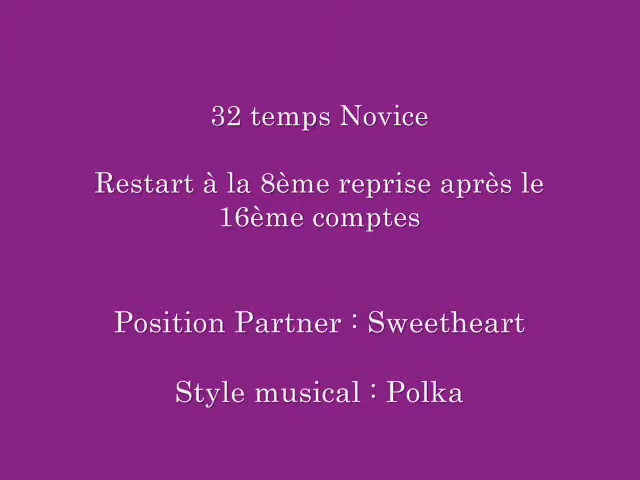 32 temps Novice
Restart à la 8ème reprise après le
16ème comptes
Position Partner : Sweetheart
Style musical : Polka